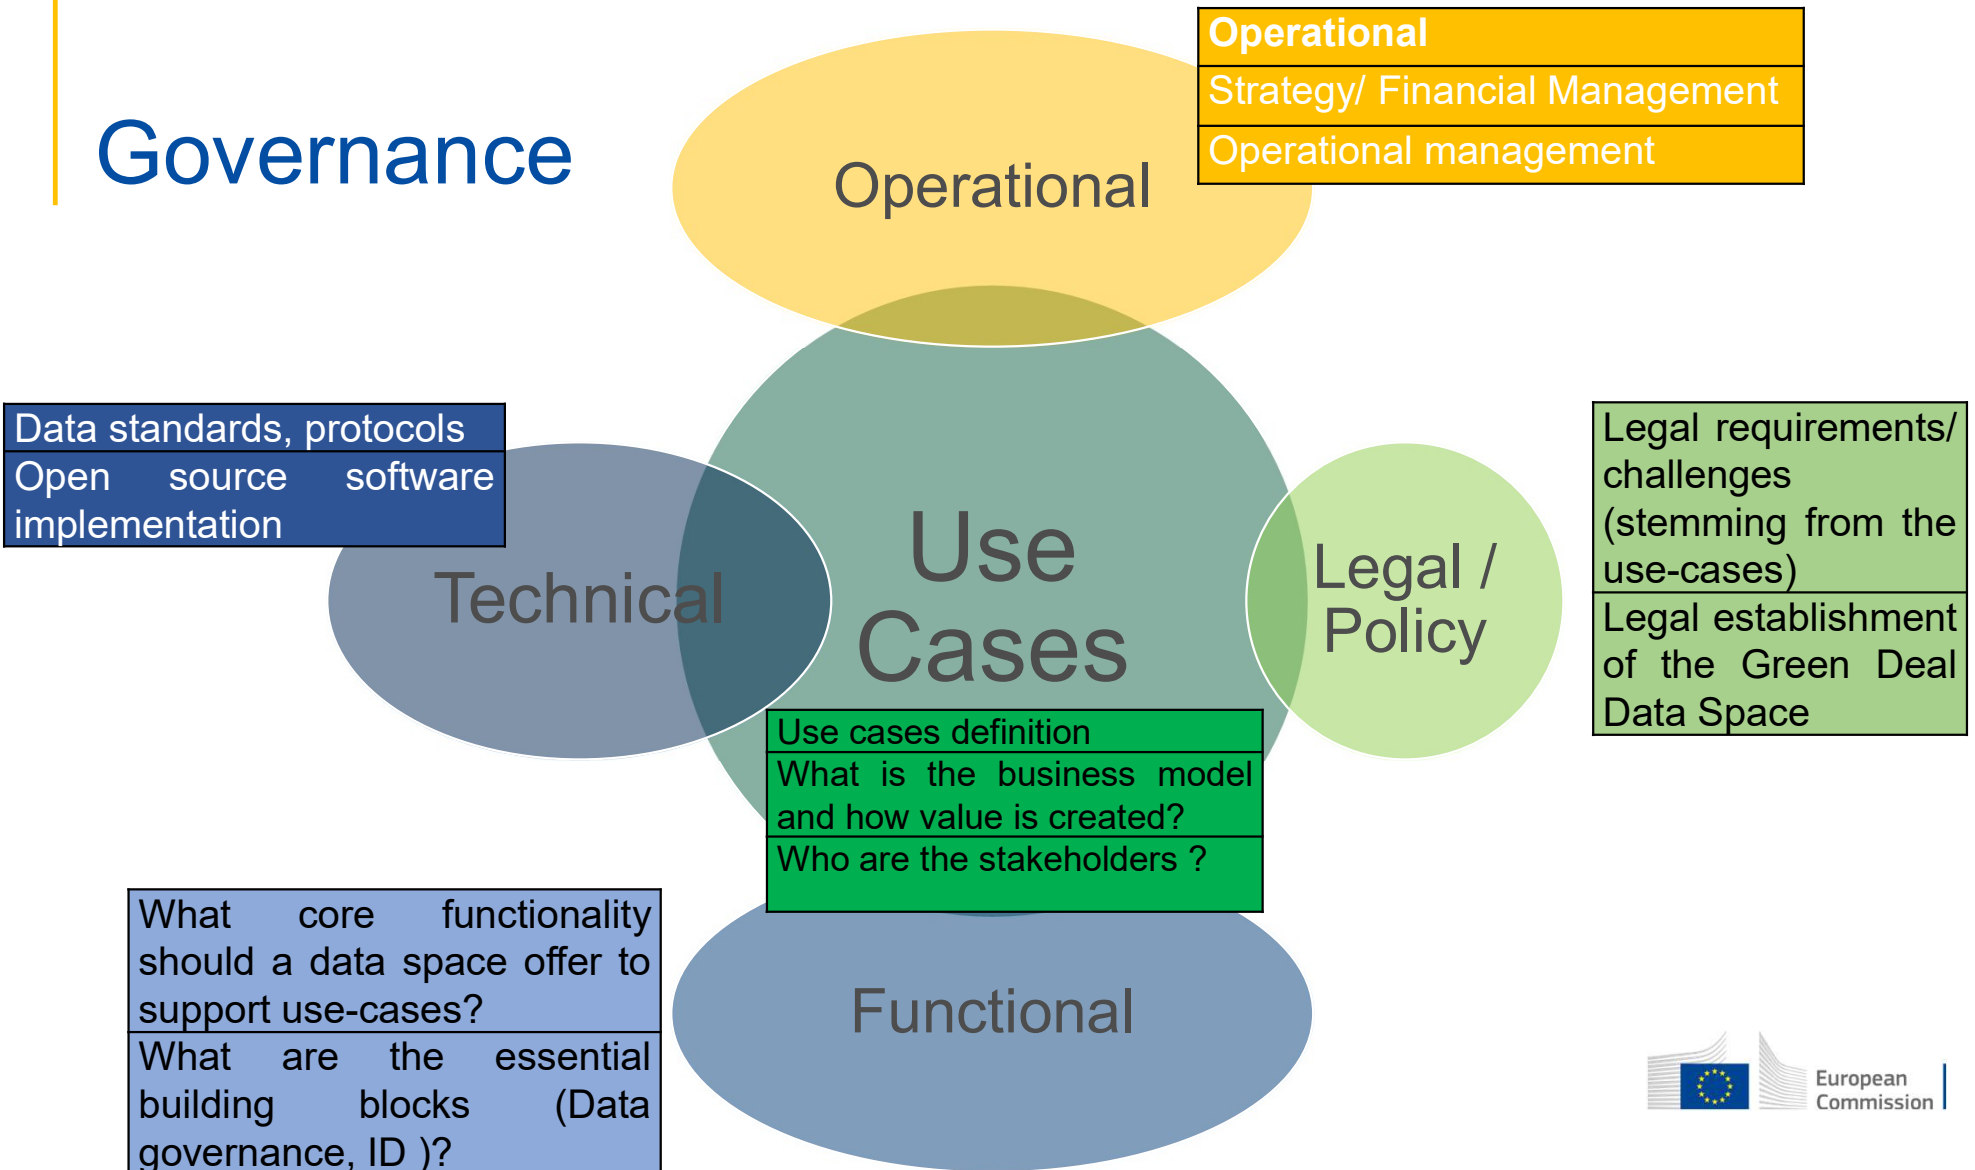 Governance
Operational
Operational
Strategy/ Financial Management
Operational management
Data standards, protocols
Open source software
implementation
Technical
Use
Cases
Legal /
Policy
Legal requirements/
challenges
(stemming from the
use-cases)
Legal establishment
of the Green Deal
Data Space
Use cases definition
What is the business model
and how value is created?
Who are the stakeholders ?
What core functionality
should a data space offer to
support use-cases?
What are the essential
building blocks (Data
governance, ID )?
Functional
European
Commission